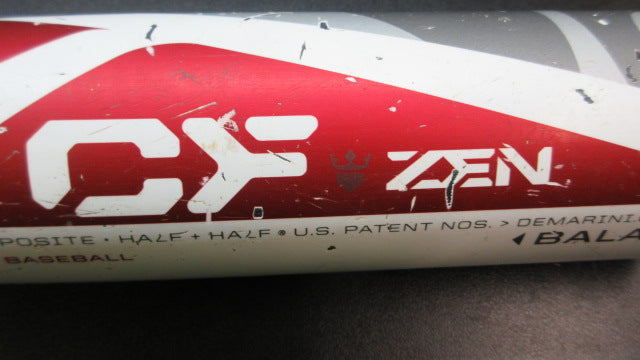 CF ZEN
POSITE • HALF + HALF ® U.S. PATENT NOS. > DEMARINI
◄ BALA
BASEBALL